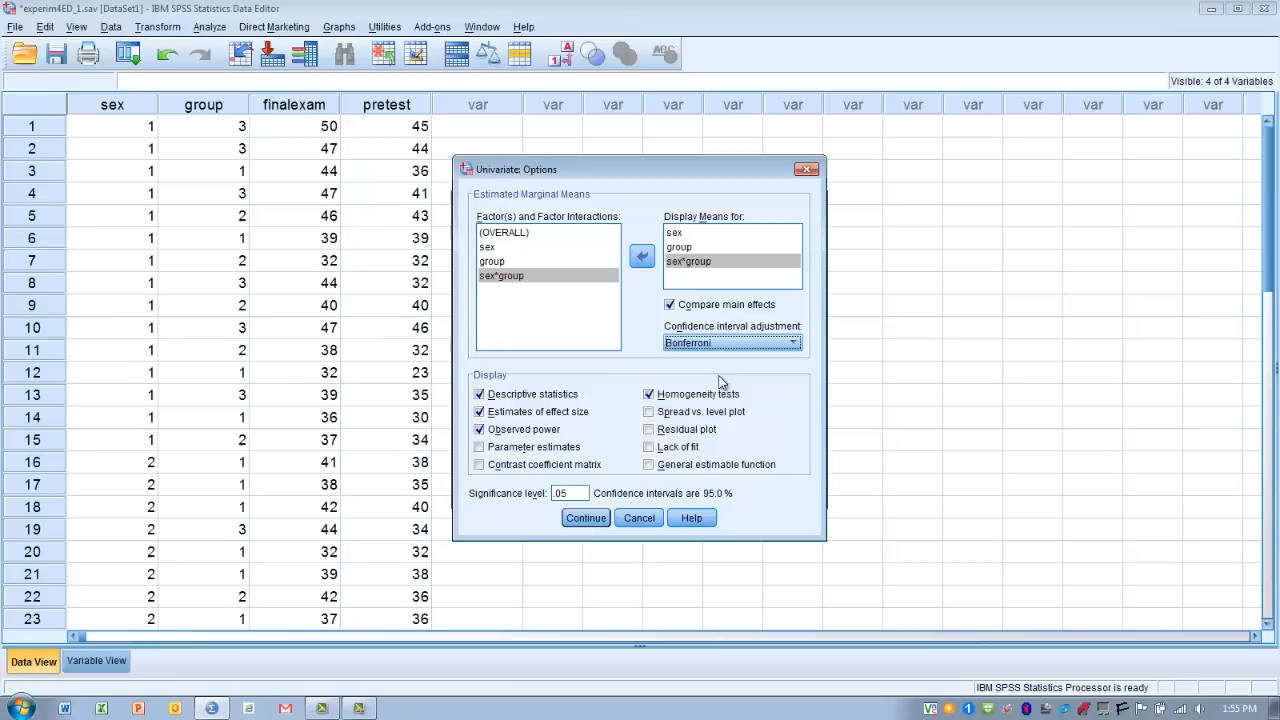 *experim4ED_1.sav [DataSet1] - IBM SPSS Statistics Data Editor
File Edit View Data Transform Analyze Direct Marketing Graphs Utilities Add-ons Window Help
Visible: 4 of 4 Variables
sex group finalexam pretest var var var var var var var var var var var var var
1 1 3 50 45
2 1 3 47 44
3 1 1 44 36
4 1 3 47 41
5 1 2 46 43
6 1 1 39 39
7 1 2 32 32
8 1 3 44 32
9 1 2 40 40
10 1 3 47 46
11 1 2 38 32
12 1 1 32 23
13 1 3 39 35
14 1 1 36 30
15 1 2 37 34
16 2 1 41 38
17 2 1 38 35
18 2 1 42 40
19 2 3 44 34
20 2 1 32 32
21 2 1 39 38
22 2 2 42 36
23 2 1 37 36
Univariate: Options
Estimated Marginal Means
Factor(s) and Factor Interactions:
(OVERALL)
sex
group
sex*group
Display Means for:
sex
group
sex*group
Compare main effects
Confidence interval adjustment:
Bonferroni
Display
Descriptive statistics
Estimates of effect size
Observed power
Parameter estimates
Contrast coefficient matrix
Homogeneity tests
Spread vs. level plot
Residual plot
Lack of fit
General estimable function
Significance level: .05 Confidence intervals are 95.0 %
Continue Cancel Help
Data View Variable View
IBM SPSS Statistics Processor is ready
1:55 PM